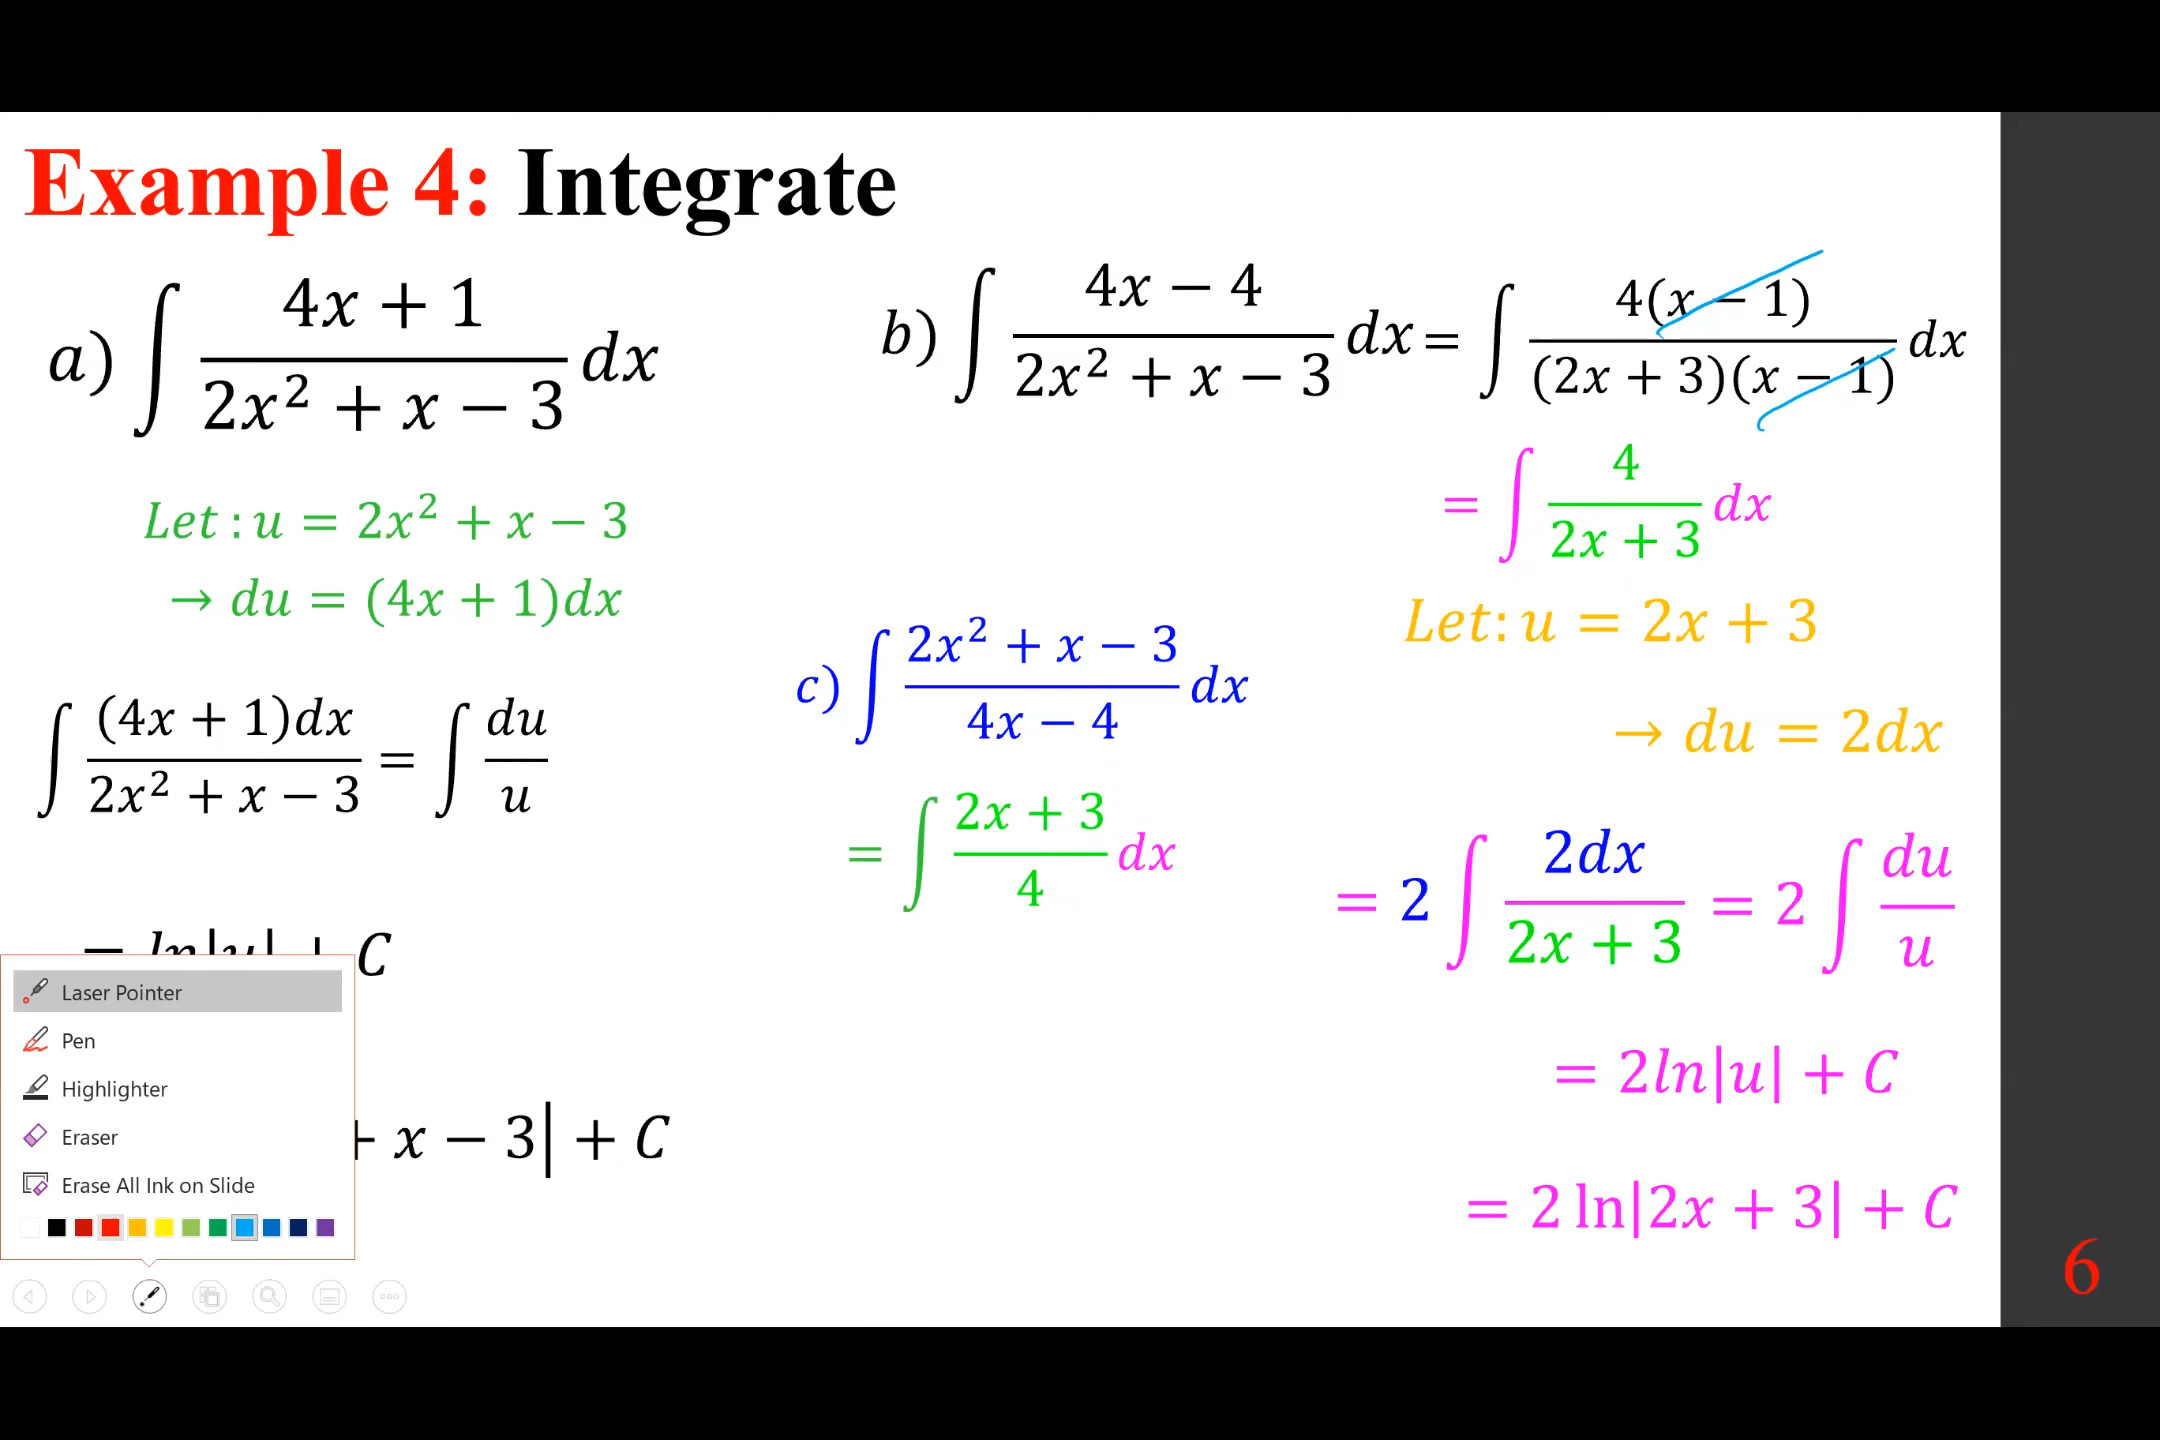 Example 4: Integrate
a) ∫ (4x + 1)/(2x² + x − 3) dx
Let : u = 2x² + x − 3
→ du = (4x + 1)dx
∫ (4x + 1)dx/(2x² + x − 3) = ∫ du/u
= ln|u| + C
+ x − 3| + C
b) ∫ (4x − 4)/(2x² + x − 3) dx = ∫ 4(x − 1)/((2x + 3)(x − 1)) dx
= ∫ 4/(2x + 3) dx
Let: u = 2x + 3
→ du = 2dx
= 2 ∫ 2dx/(2x + 3) = 2 ∫ du/u
= 2ln|u| + C
= 2 ln|2x + 3| + C
c) ∫ (2x² + x − 3)/(4x − 4) dx
= ∫ (2x + 3)/4 dx
Laser Pointer
Pen
Highlighter
Eraser
Erase All Ink on Slide
6